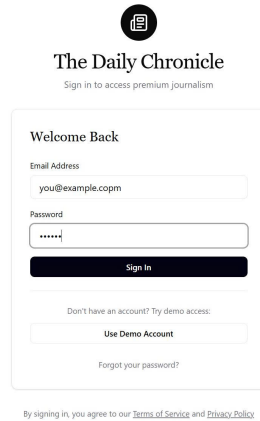 The Daily Chronicle
Sign in to access premium journalism
Welcome Back
Email Address
you@example.copm
Password
••••••
Sign In
Don't have an account? Try demo access:
Use Demo Account
Forgot your password?
By signing in, you agree to our Terms of Service and Privacy Policy